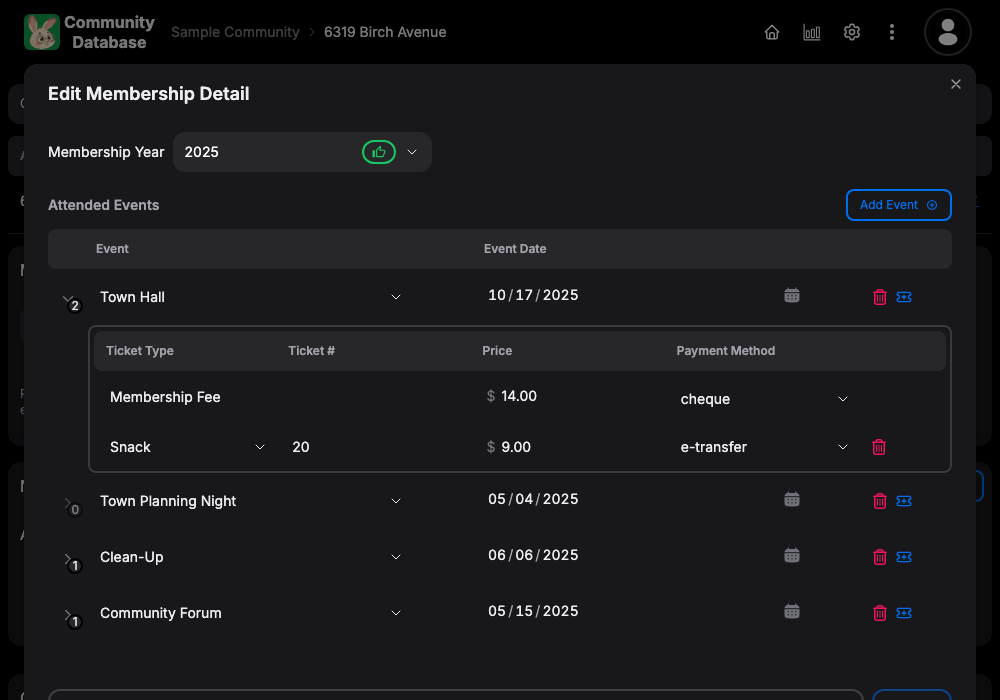 Community
Database
Sample Community › 6319 Birch Avenue
Edit Membership Detail
Membership Year 2025
Attended Events
Add Event
Event Event Date
2 Town Hall 10/17/2025
Ticket Type Ticket # Price Payment Method
Membership Fee $ 14.00 cheque
Snack 20 $ 9.00 e-transfer
0 Town Planning Night 05/04/2025
1 Clean-Up 06/06/2025
1 Community Forum 05/15/2025